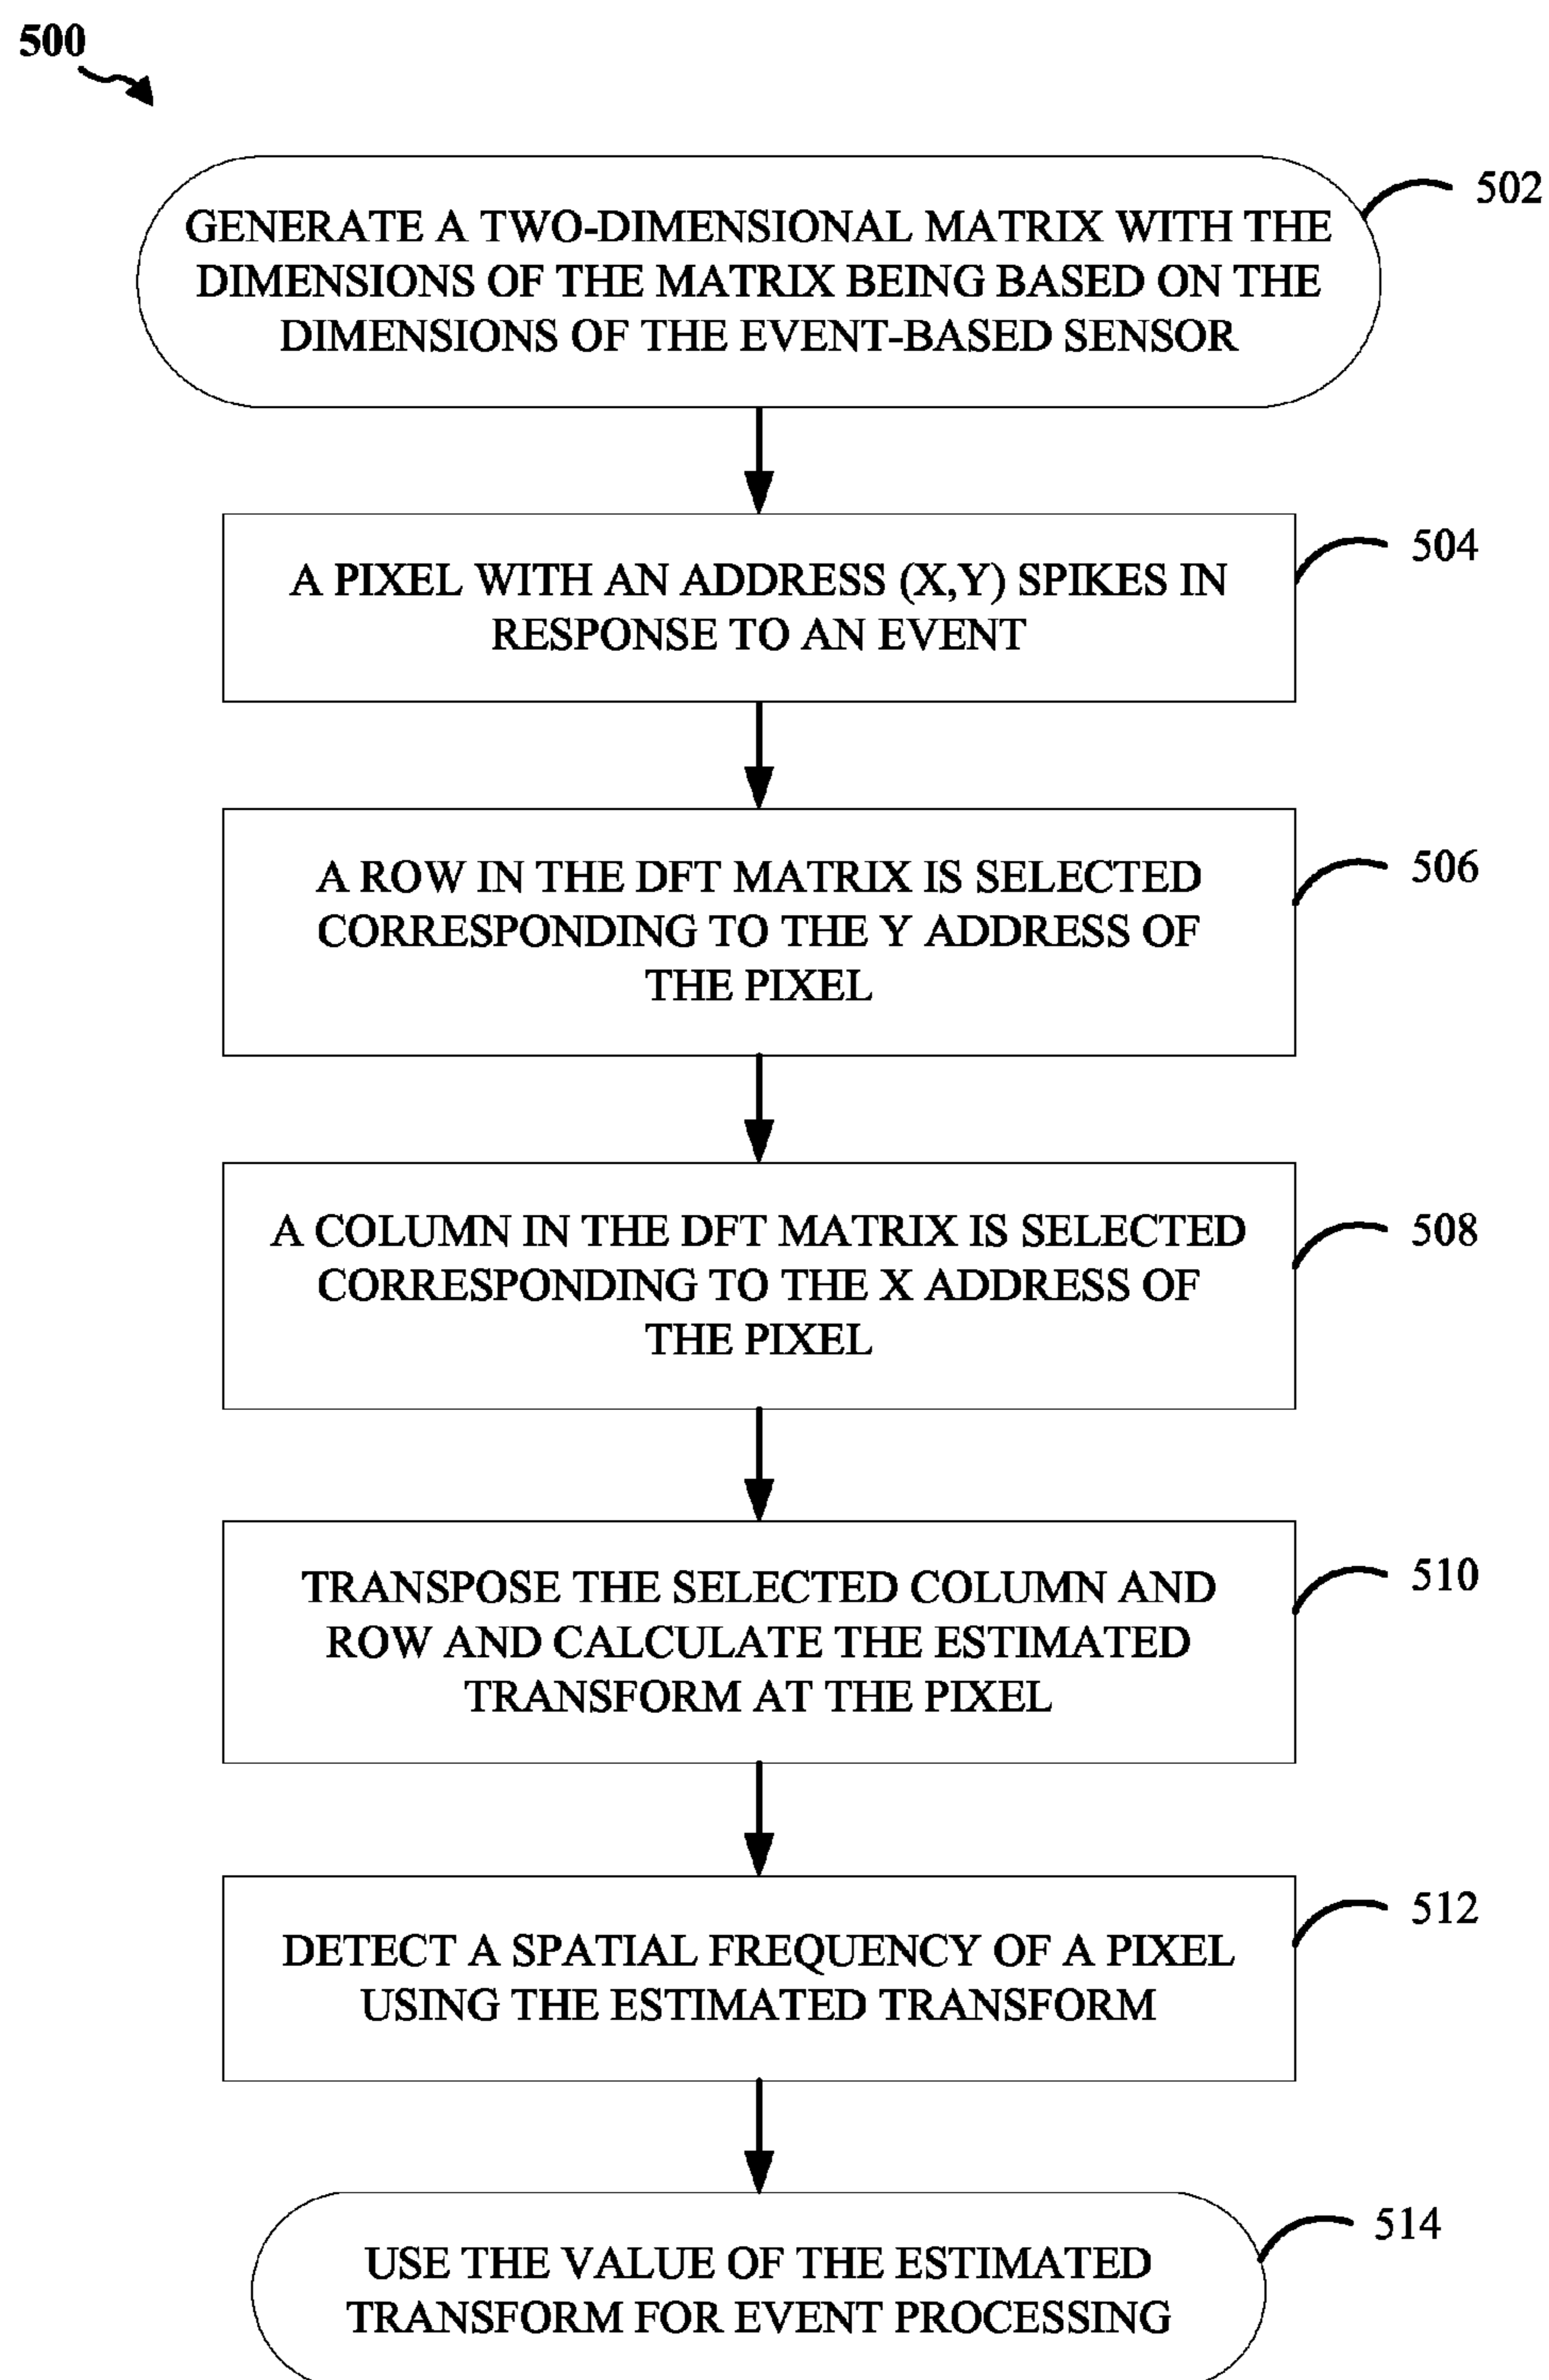 500
502
GENERATE A TWO-DIMENSIONAL MATRIX WITH THE
DIMENSIONS OF THE MATRIX BEING BASED ON THE
DIMENSIONS OF THE EVENT-BASED SENSOR
504
A PIXEL WITH AN ADDRESS (X,Y) SPIKES IN
RESPONSE TO AN EVENT
506
A ROW IN THE DFT MATRIX IS SELECTED
CORRESPONDING TO THE Y ADDRESS OF
THE PIXEL
508
A COLUMN IN THE DFT MATRIX IS SELECTED
CORRESPONDING TO THE X ADDRESS OF
THE PIXEL
510
TRANSPOSE THE SELECTED COLUMN AND
ROW AND CALCULATE THE ESTIMATED
TRANSFORM AT THE PIXEL
512
DETECT A SPATIAL FREQUENCY OF A PIXEL
USING THE ESTIMATED TRANSFORM
514
USE THE VALUE OF THE ESTIMATED
TRANSFORM FOR EVENT PROCESSING